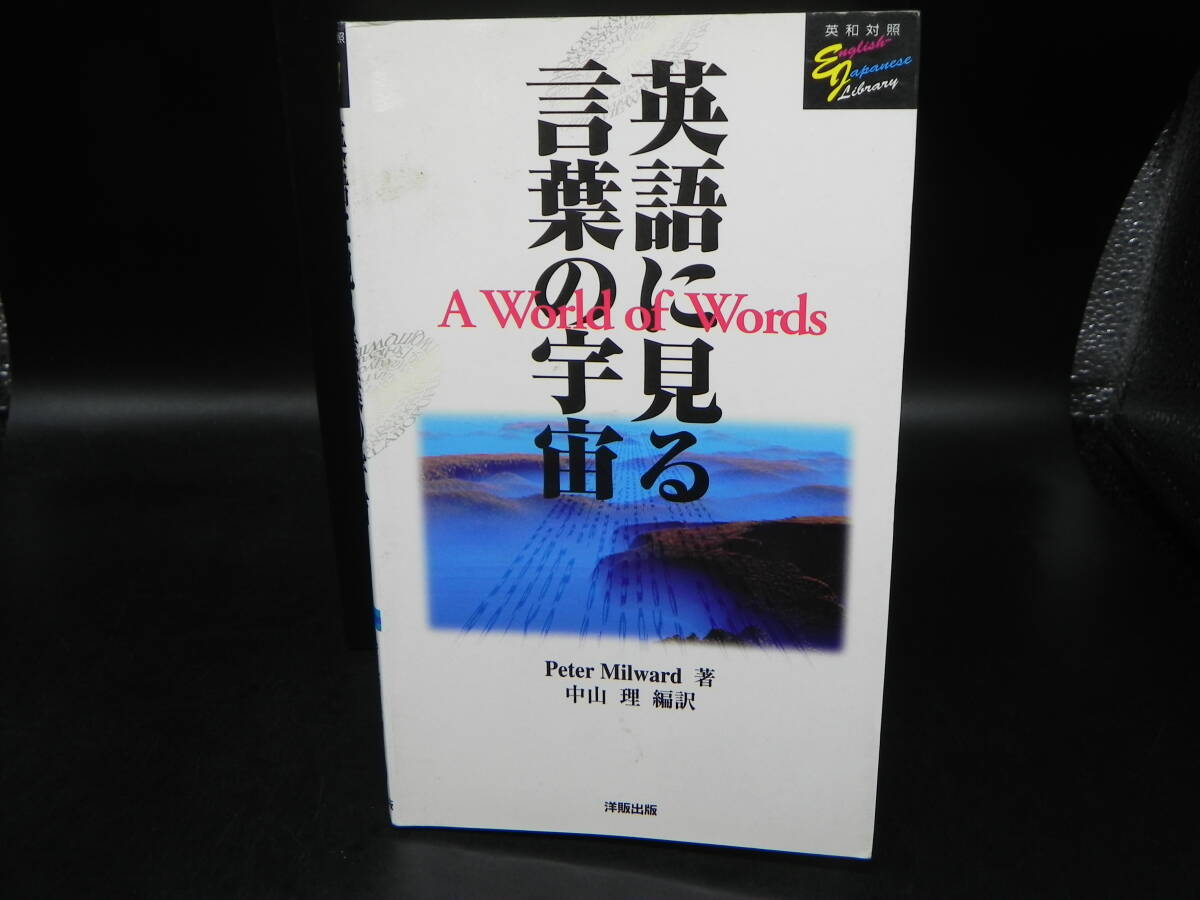 英和対照
English-
Japanese
Library
英語に見る
言葉の宇宙
A World of Words
Peter Milward 著
中山 理 編訳
洋販出版
照